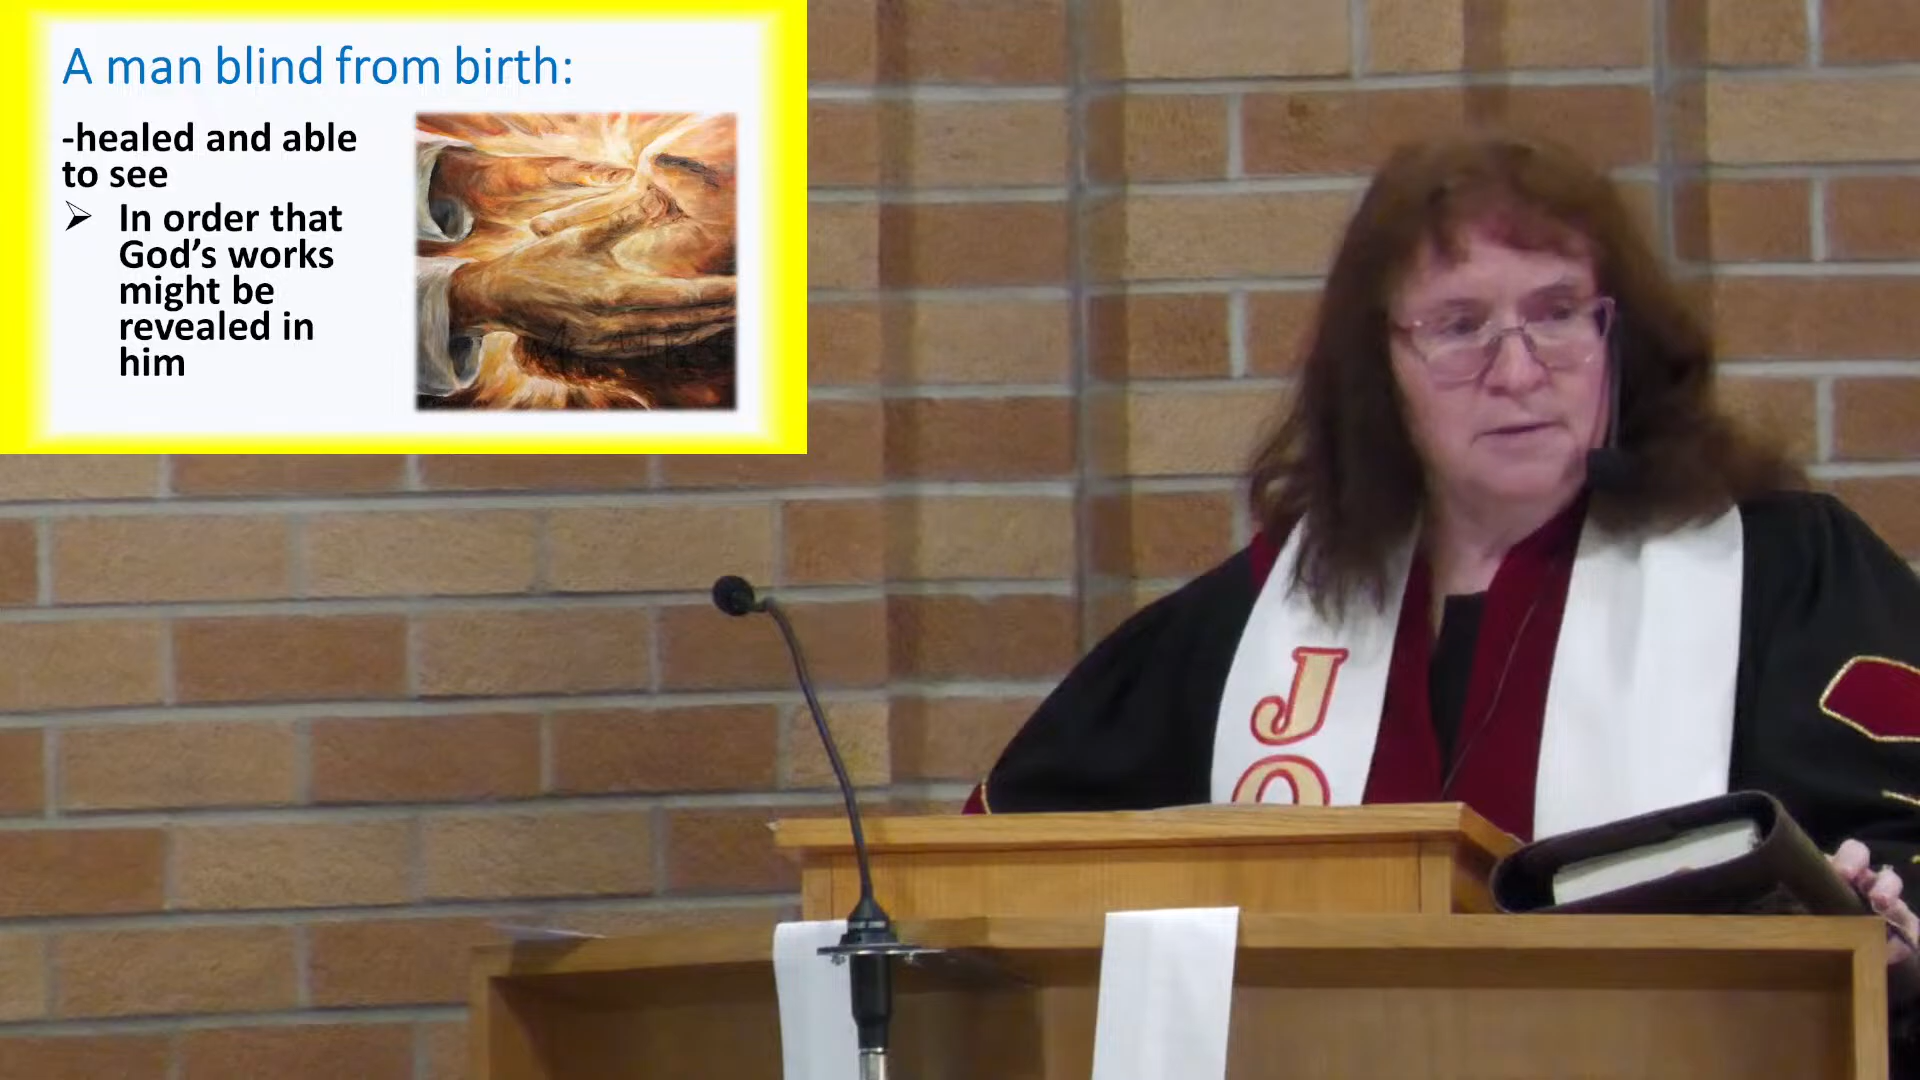 A man blind from birth:
-healed and able
to see
➢ In order that
God's works
might be
revealed in
him
J
O